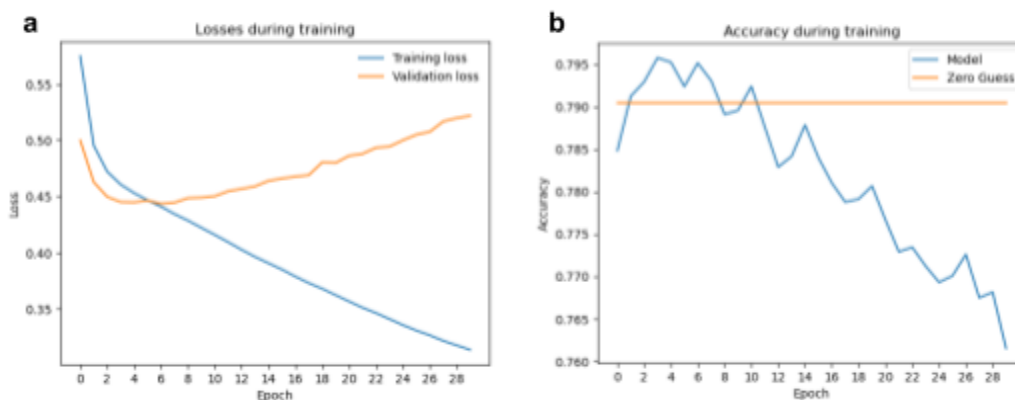 a
Losses during training
Training loss
Validation loss
0.55
0.50
0.45
0.40
0.35
Loss
0 2 4 6 8 10 12 14 16 18 20 22 24 26 28
Epoch
b
Accuracy during training
Model
Zero Guess
0.795
0.790
0.785
0.780
0.775
0.770
0.765
0.760
Accuracy
0 2 4 6 8 10 12 14 16 18 20 22 24 26 28
Epoch